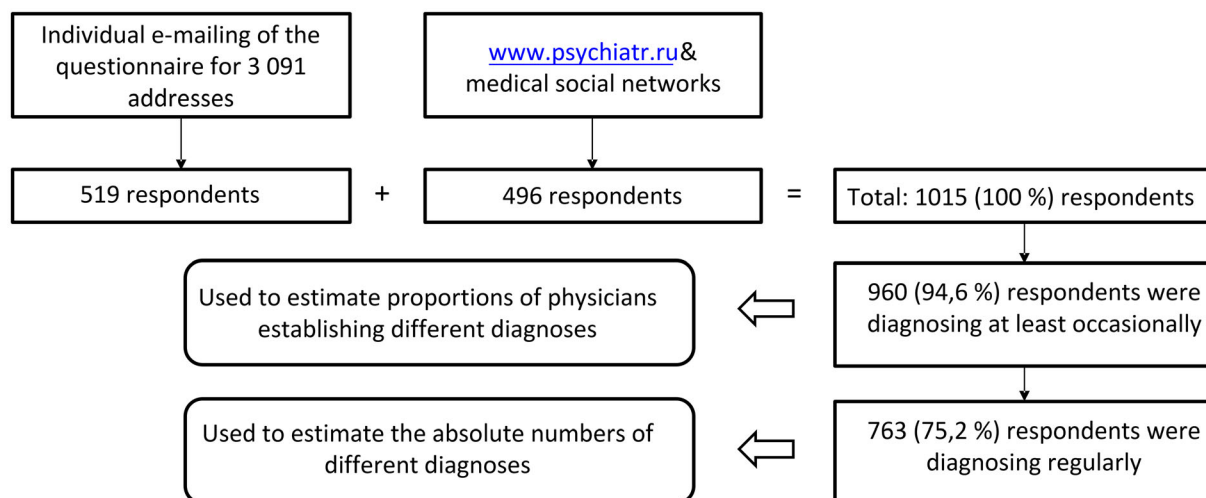 Individual e-mailing of the
questionnaire for 3 091
addresses
www.psychiatr.ru&
medical social networks
519 respondents
+
496 respondents
=
Total: 1015 (100 %) respondents
Used to estimate proportions of physicians
establishing different diagnoses
960 (94,6 %) respondents were
diagnosing at least occasionally
Used to estimate the absolute numbers of
different diagnoses
763 (75,2 %) respondents were
diagnosing regularly